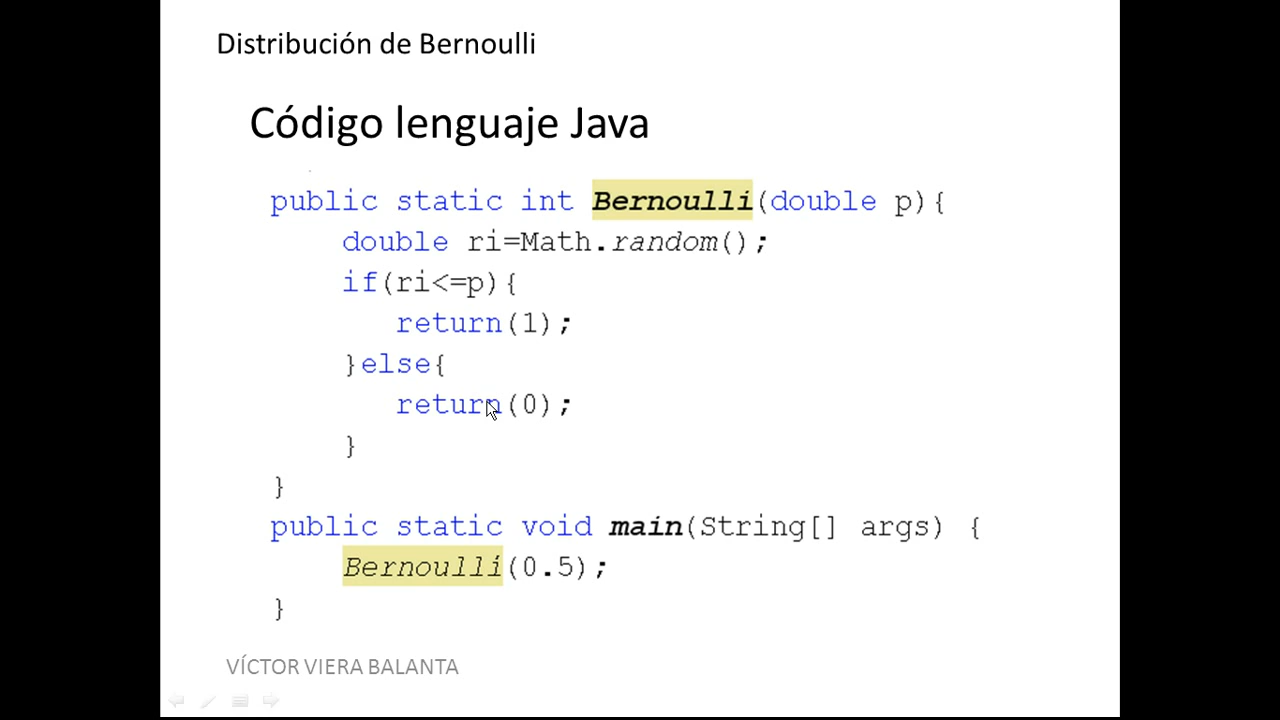 Distribución de Bernoulli
Código lenguaje Java
public static int Bernoulli(double p){
double ri=Math.random();
if(ri<=p){
return(1);
}else{
return(0);
}
}
public static void main(String[] args) {
Bernoulli(0.5);
}
VÍCTOR VIERA BALANTA